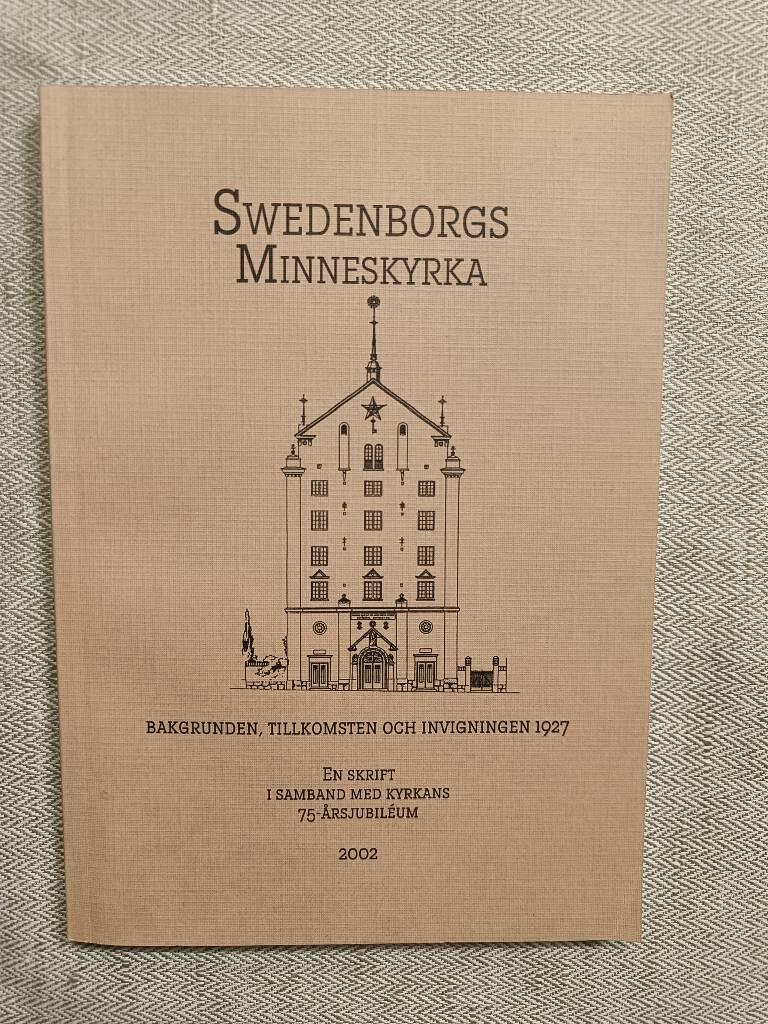 SWEDENBORGS
MINNESKYRKA
BAKGRUNDEN, TILLKOMSTEN OCH INVIGNINGEN 1927
EN SKRIFT
I SAMBAND MED KYRKANS
75-ÅRSJUBILÉUM
2002